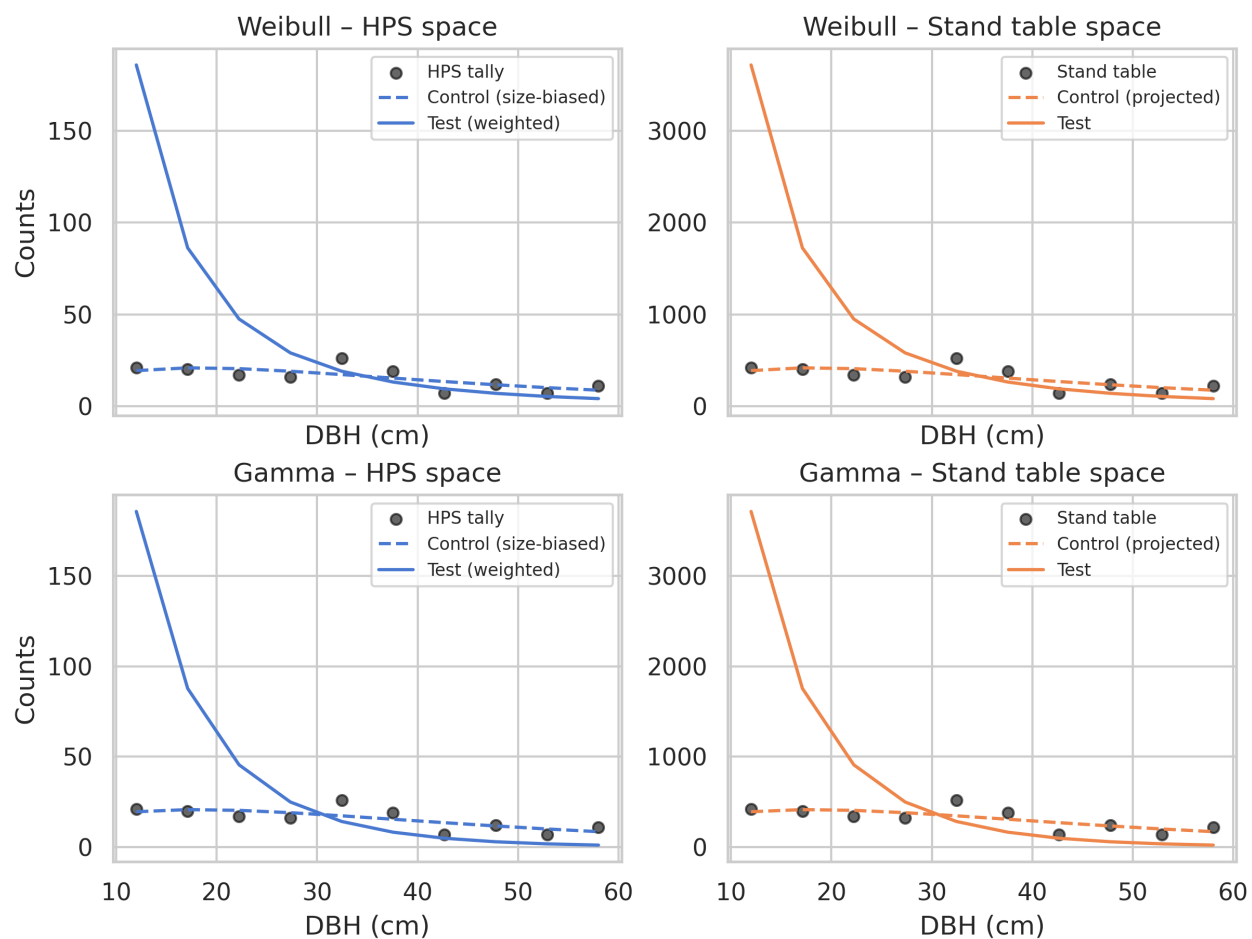 Weibull – HPS space
HPS tally
Control (size-biased)
Test (weighted)
150
100
50
0
Counts
DBH (cm)
Weibull – Stand table space
Stand table
Control (projected)
Test
3000
2000
1000
0
DBH (cm)
Gamma – HPS space
HPS tally
Control (size-biased)
Test (weighted)
150
100
50
0
Counts
10 20 30 40 50 60
DBH (cm)
Gamma – Stand table space
Stand table
Control (projected)
Test
3000
2000
1000
0
10 20 30 40 50 60
DBH (cm)